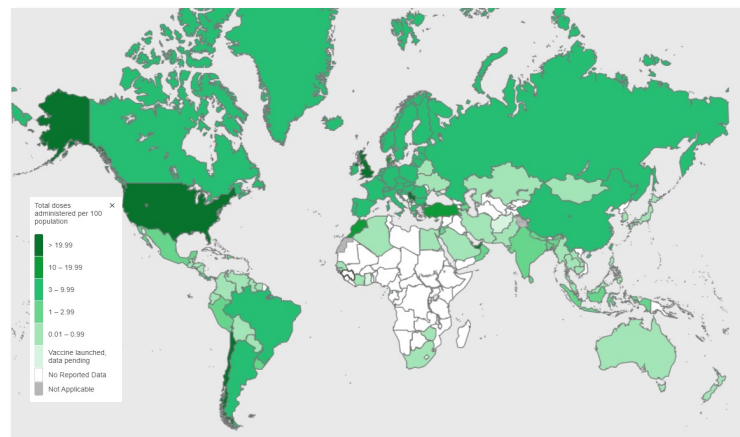 Total doses ×
administered per 100
population
> 19.99
10 – 19.99
3 – 9.99
1 – 2.99
0.01 – 0.99
Vaccine launched,
data pending
No Reported Data
Not Applicable